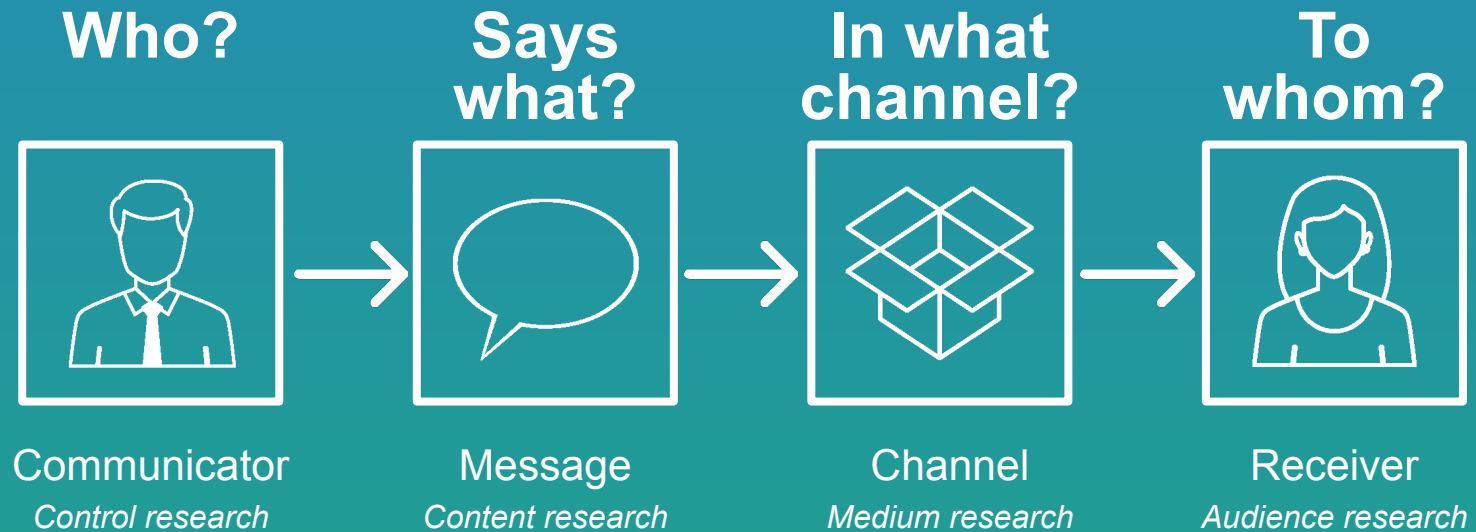 Who?
Says
what?
In what
channel?
To
whom?
Communicator
Control research
Message
Content research
Channel
Medium research
Receiver
Audience research